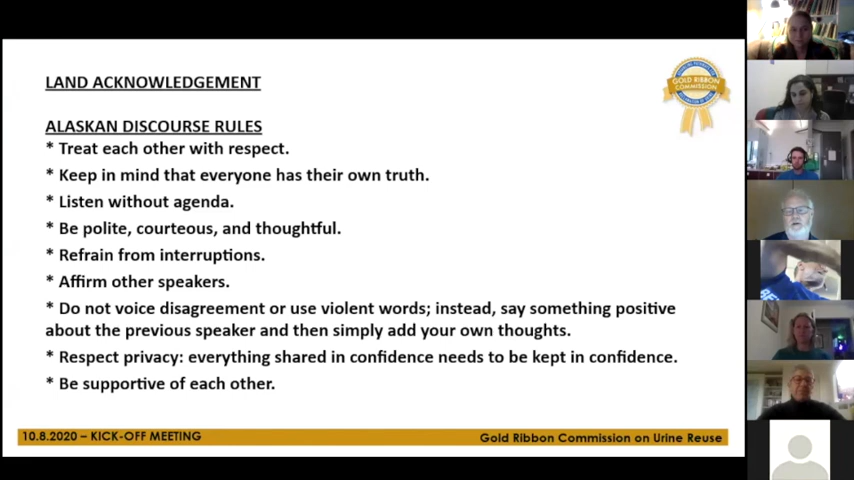 LAND ACKNOWLEDGEMENT
GOLD RIBBON
COMMISSION
ALASKAN DISCOURSE RULES
* Treat each other with respect.
* Keep in mind that everyone has their own truth.
* Listen without agenda.
* Be polite, courteous, and thoughtful.
* Refrain from interruptions.
* Affirm other speakers.
* Do not voice disagreement or use violent words; instead, say something positive
about the previous speaker and then simply add your own thoughts.
* Respect privacy: everything shared in confidence needs to be kept in confidence.
* Be supportive of each other.
10.8.2020 – KICK-OFF MEETING
Gold Ribbon Commission on Urine Reuse